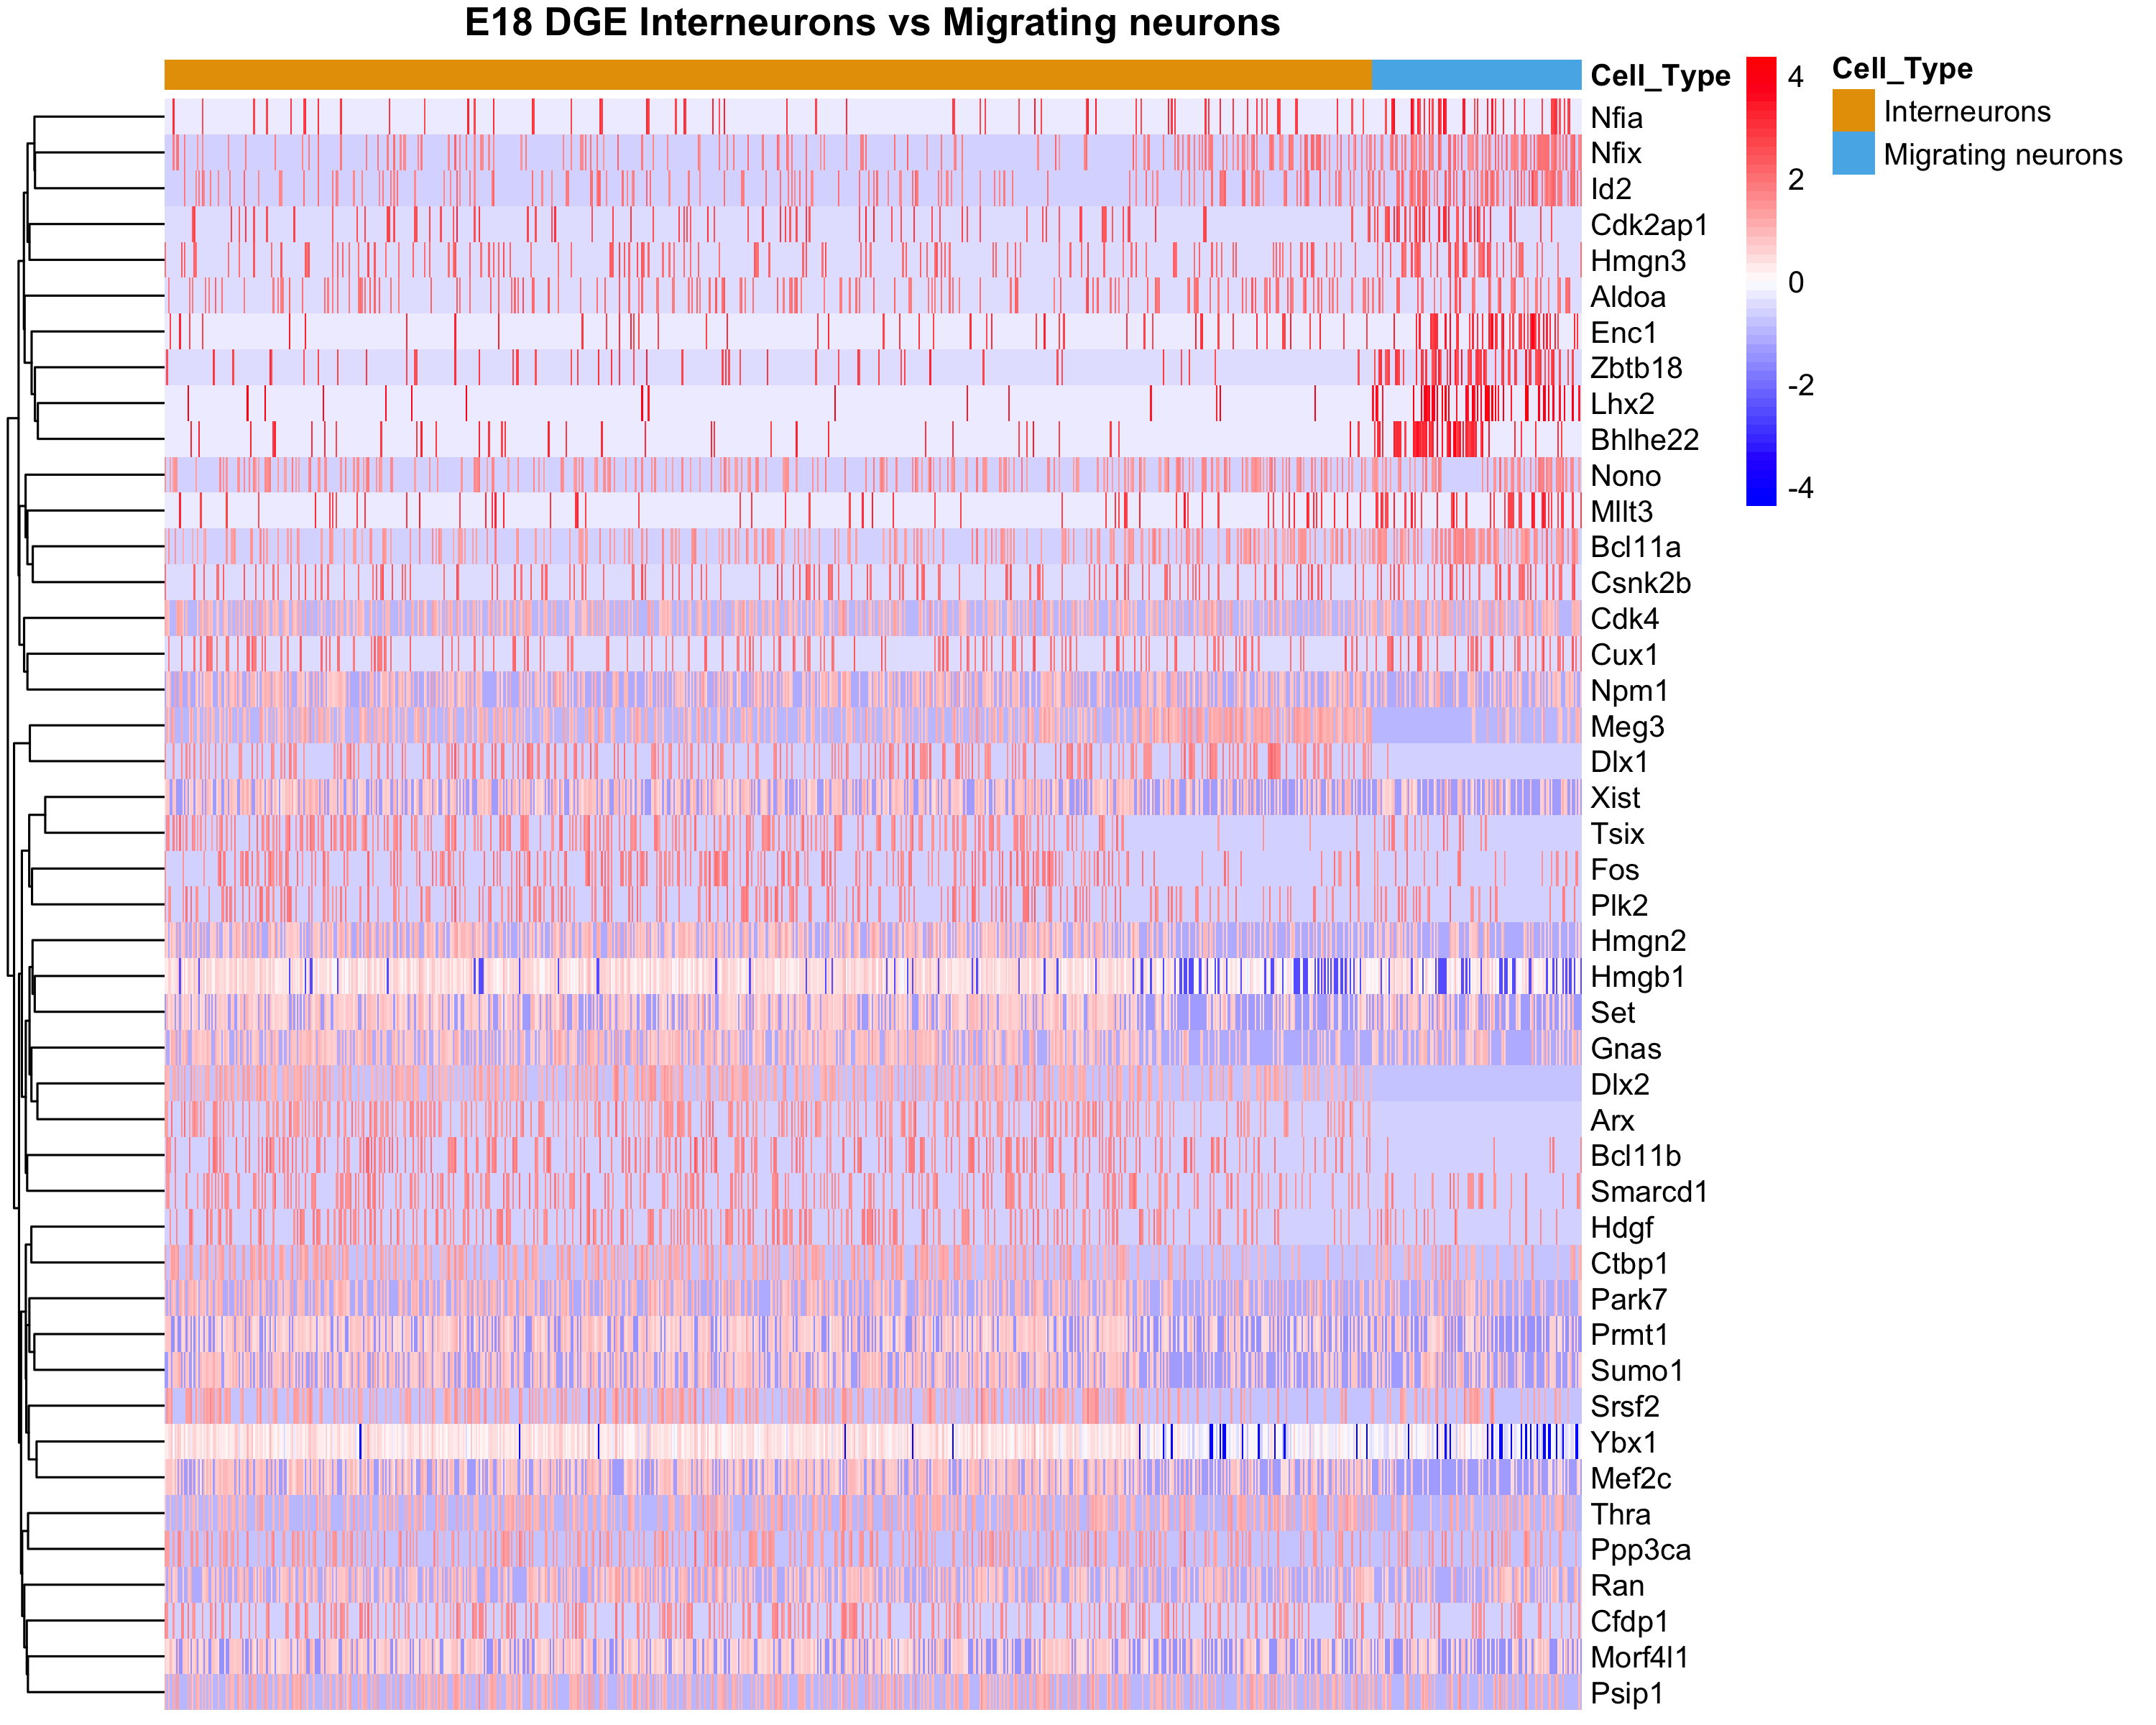 E18 DGE Interneurons vs Migrating neurons
Cell_Type
Nfia
Nfix
Id2
Cdk2ap1
Hmgn3
Aldoa
Enc1
Zbtb18
Lhx2
Bhlhe22
Nono
Mllt3
Bcl11a
Csnk2b
Cdk4
Cux1
Npm1
Meg3
Dlx1
Xist
Tsix
Fos
Plk2
Hmgn2
Hmgb1
Set
Gnas
Dlx2
Arx
Bcl11b
Smarcd1
Hdgf
Ctbp1
Park7
Prmt1
Sumo1
Srsf2
Ybx1
Mef2c
Thra
Ppp3ca
Ran
Cfdp1
Morf4l1
Psip1
4
2
0
-2
-4
Cell_Type
Interneurons
Migrating neurons